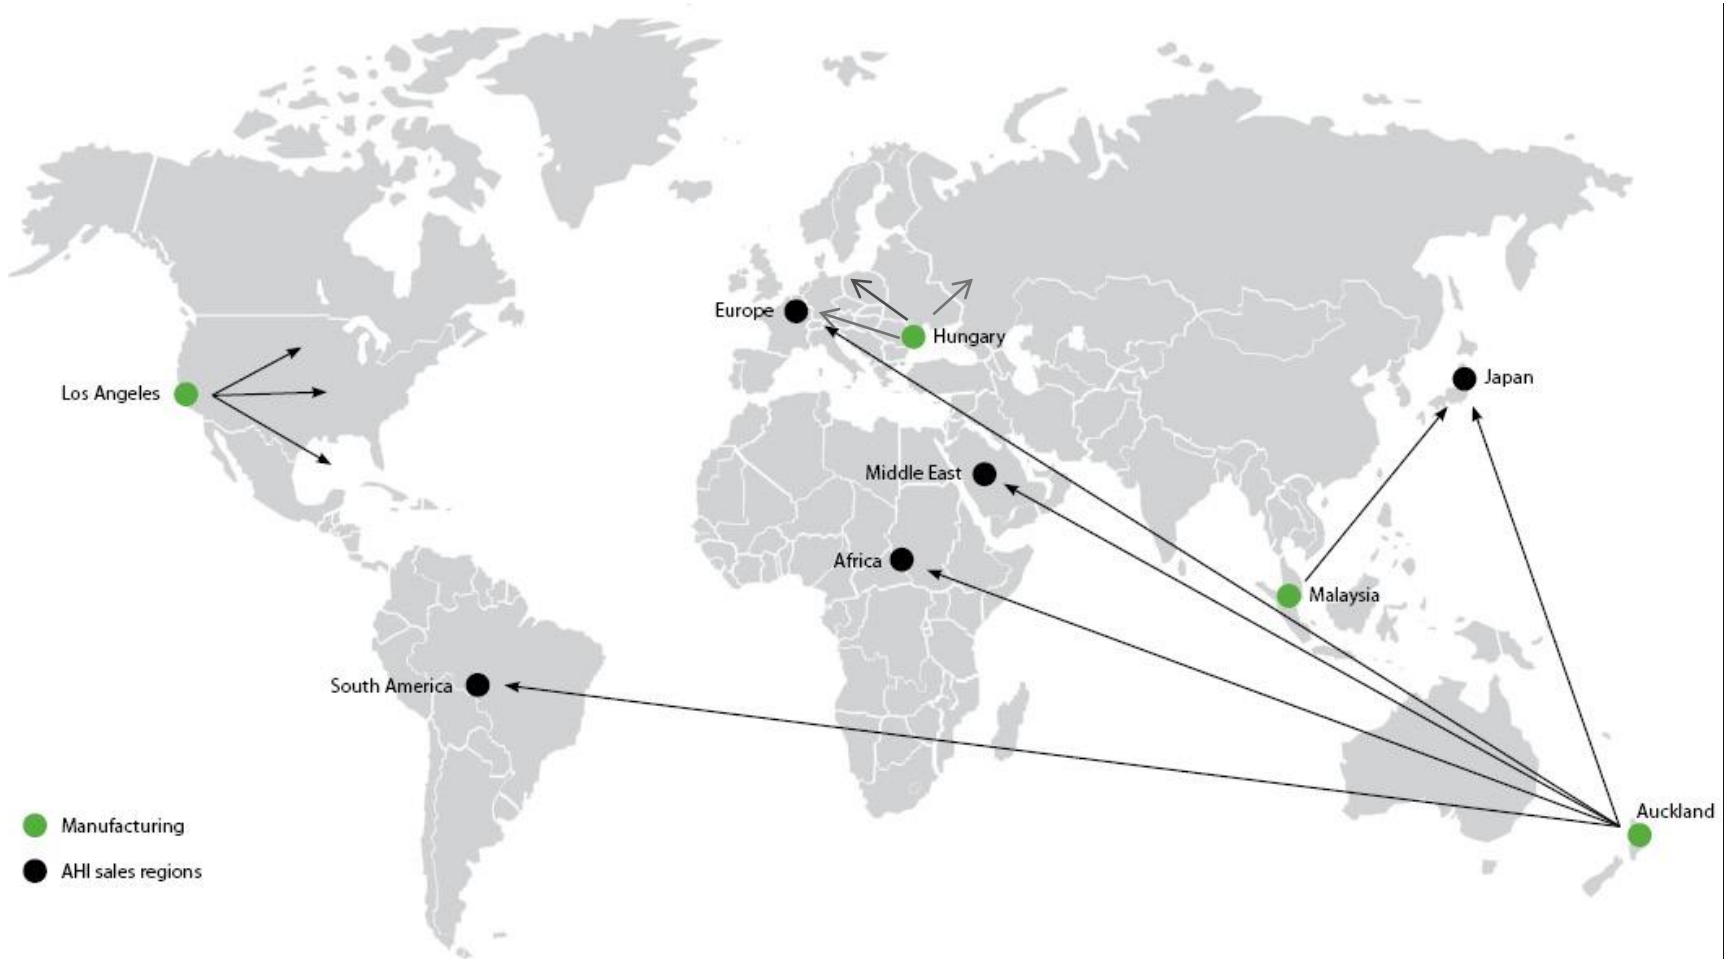 Europe
Hungary
Los Angeles
Japan
Middle East
Africa
Malaysia
South America
Auckland
Manufacturing
AHI sales regions